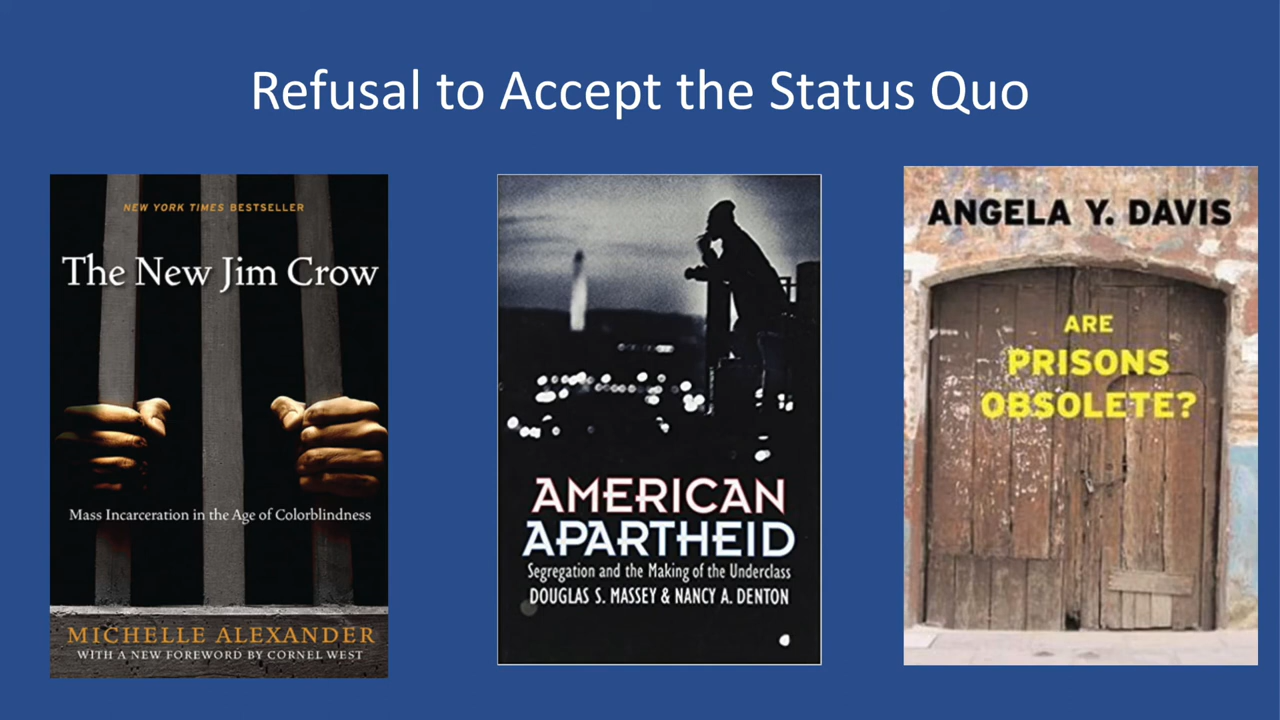 Refusal to Accept the Status Quo
NEW YORK TIMES BESTSELLER
The New Jim Crow
Mass Incarceration in the Age of Colorblindness
MICHELLE ALEXANDER
WITH A NEW FOREWORD BY CORNEL WEST
AMERICAN
APARTHEID
Segregation and the Making of the Underclass
DOUGLAS S. MASSEY & NANCY A. DENTON
ANGELA Y. DAVIS
ARE
PRISONS
OBSOLETE?